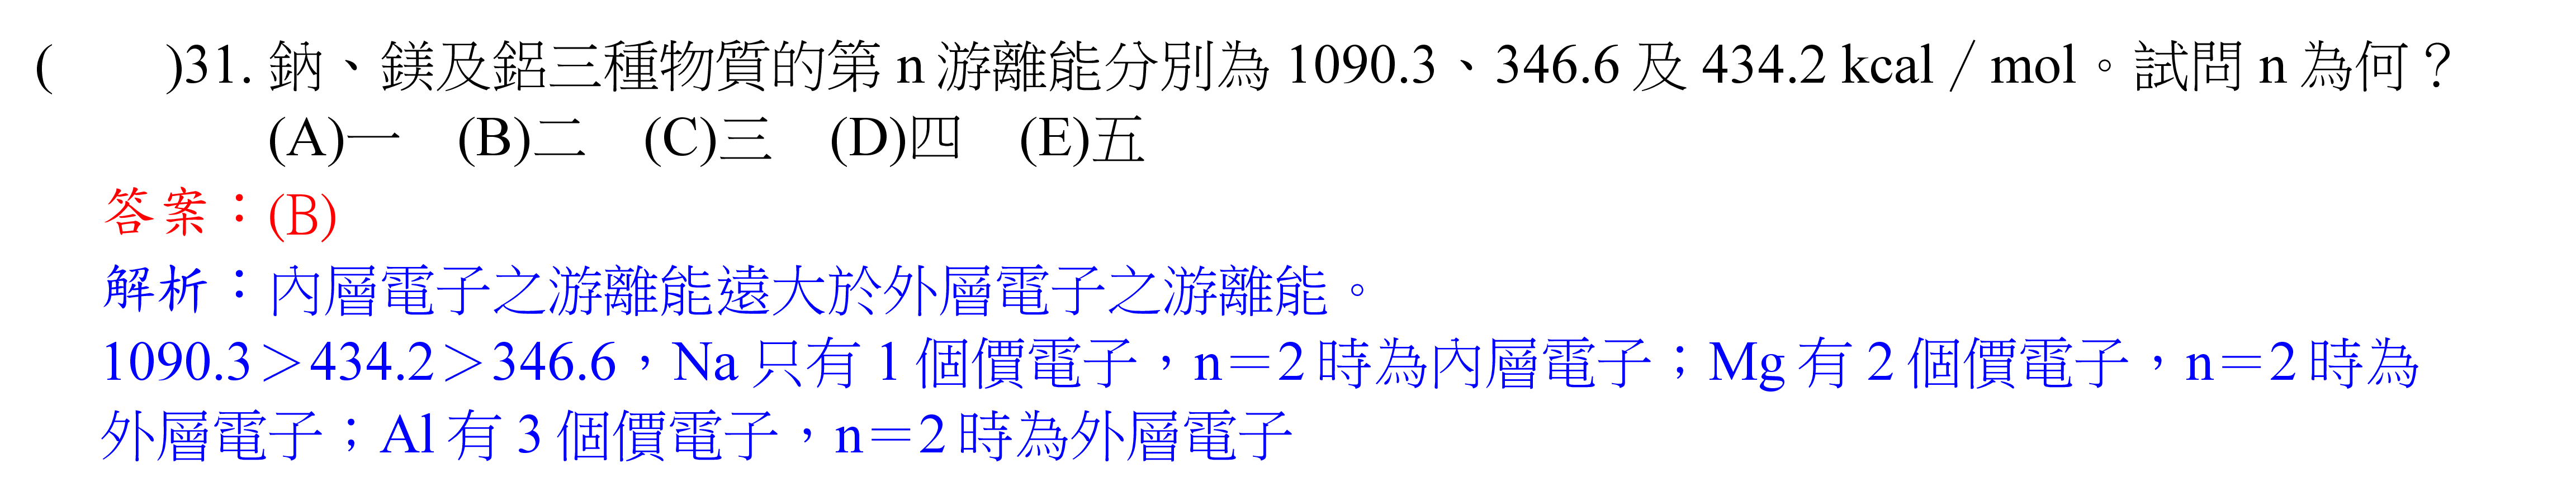 (　　)31. 鈉、鎂及鋁三種物質的第 n 游離能分別為 1090.3、346.6 及 434.2 kcal／mol。試問 n 為何？
(A)一　(B)二　(C)三　(D)四　(E)五
答案：(B)
解析：內層電子之游離能遠大於外層電子之游離能。
1090.3＞434.2＞346.6，Na 只有 1 個價電子，n＝2 時為內層電子；Mg 有 2 個價電子，n＝2 時為
外層電子；Al 有 3 個價電子，n＝2 時為外層電子